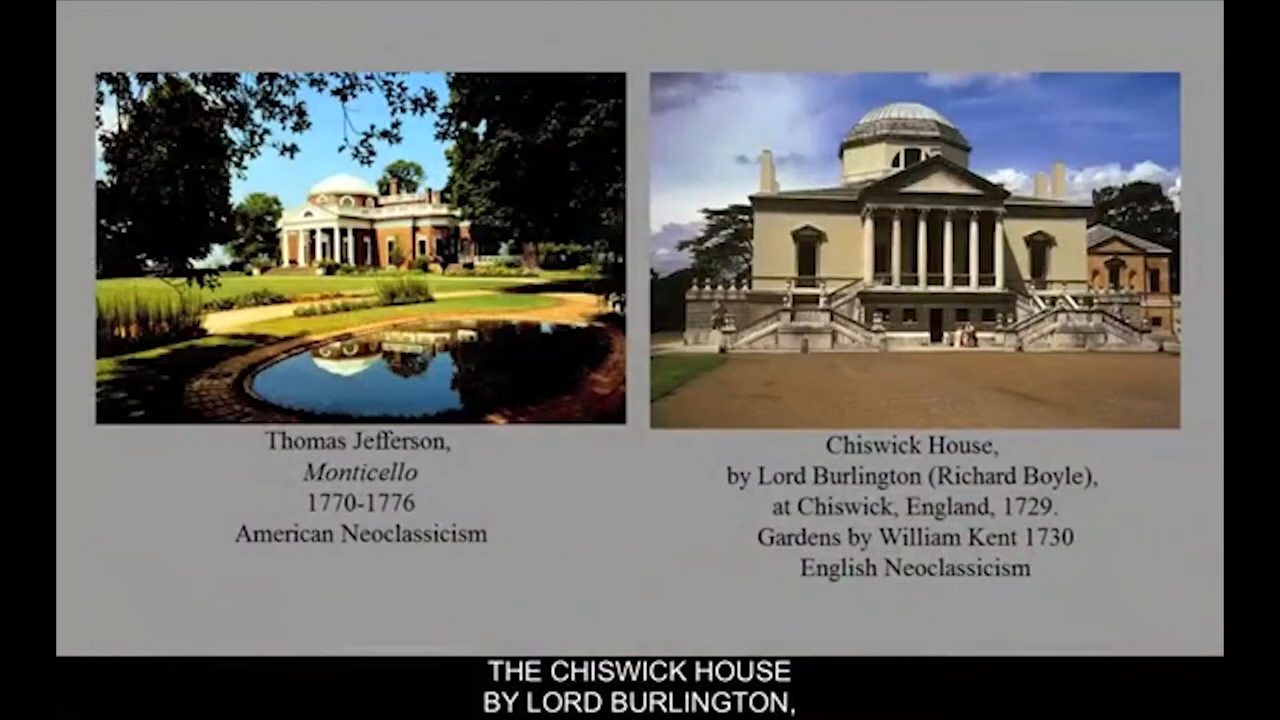 Thomas Jefferson,
Monticello
1770-1776
American Neoclassicism
Chiswick House,
by Lord Burlington (Richard Boyle),
at Chiswick, England, 1729.
Gardens by William Kent 1730
English Neoclassicism
THE CHISWICK HOUSE
BY LORD BURLINGTON,